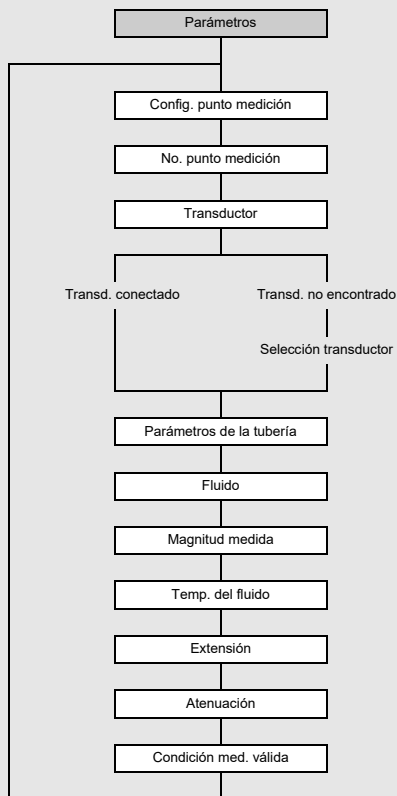 Parámetros
Config. punto medición
No. punto medición
Transductor
Transd. conectado
Transd. no encontrado
Selección transductor
Parámetros de la tubería
Fluido
Magnitud medida
Temp. del fluido
Extensión
Atenuación
Condición med. válida